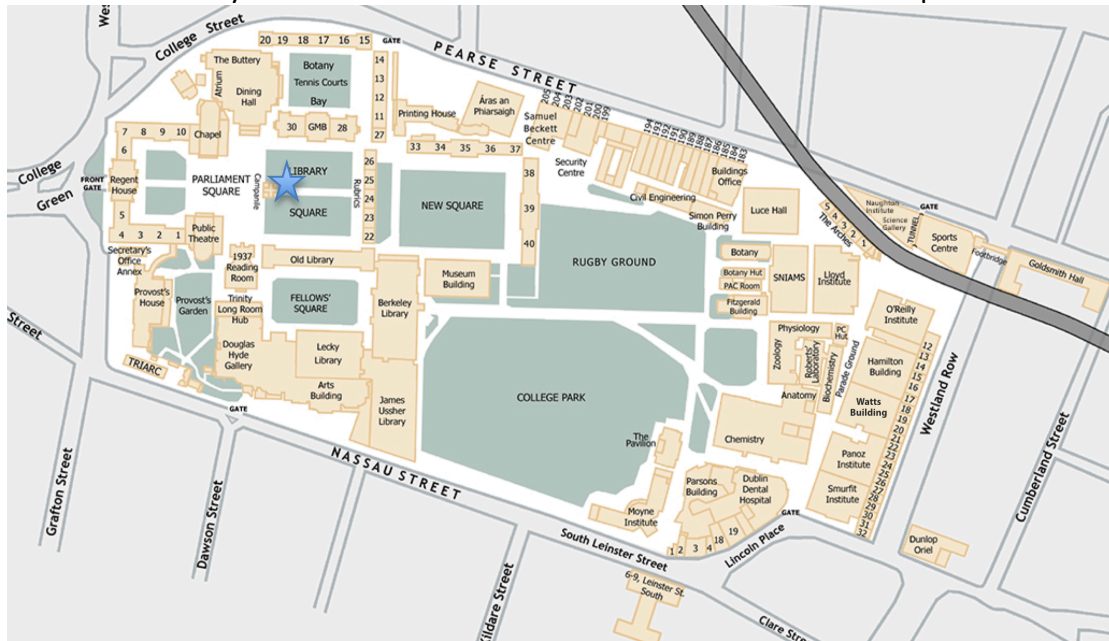 College Street
PEARSE STREET
GATE
20 19 18 17 16 15
The Buttery
Atrium
Dining
Hall
Botany
Tennis Courts
Bay
14
13
12
11
27
Printing House
Áras an
Phiarsaigh
205
204
203
202
201
200
199
Samuel
Beckett
Centre
194
193
192
191
190
189
188
187
186
185
184
183
Security
Centre
Buildings
Office
7 8 9 10
6
Chapel
30 GMB 28
33 34 35 36 37
College
Green
FRONT
GATE
Regent
House
PARLIAMENT
SQUARE
Campanile
LIBRARY
SQUARE
Rubrics
26
25
24
23
22
NEW SQUARE
38
39
40
Civil Engineering
Simon Perry
Building
Luce Hall
5
4
3
2
1
The Arches
Naughton
Institute
Science
Gallery
GATE
TUNNEL
Sports
Centre
Footbridge
Goldsmith Hall
5
4 3 2 1
Public
Theatre
Secretary's
Office
Annex
1937
Reading
Room
Old Library
RUGBY GROUND
Botany
Botany Hut
PAC Room
Fitzgerald
Building
SNIAMS
Lloyd
Institute
Provost's
House
Provost's
Garden
Trinity
Long Room
Hub
FELLOWS'
SQUARE
Berkeley
Library
Museum
Building
O'Reilly
Institute
Street
TRIARC
Douglas
Hyde
Gallery
Lecky
Library
Arts
Building
James
Ussher
Library
COLLEGE PARK
Physiology
PC
Hut
Zoology
Roberts'
Laboratory
Biochemistry
Parade Ground
Anatomy
Hamilton
Building
Watts
Building
12
13
14
15
16
17
18
19
20
21
22
23
24
25
26
27
28
29
30
31
32
Westland Row
Cumberland Street
The
Pavilion
Chemistry
Panoz
Institute
Smurfit
Institute
GATE
NASSAU STREET
Grafton Street
Dawson Street
Kildare Street
Parsons
Building
Dublin
Dental
Hospital
Moyne
Institute
1 2 3 4 18 19
GATE
Lincoln Place
South Leinster Street
6-9, Leinster St.
South
Dunlop
Oriel